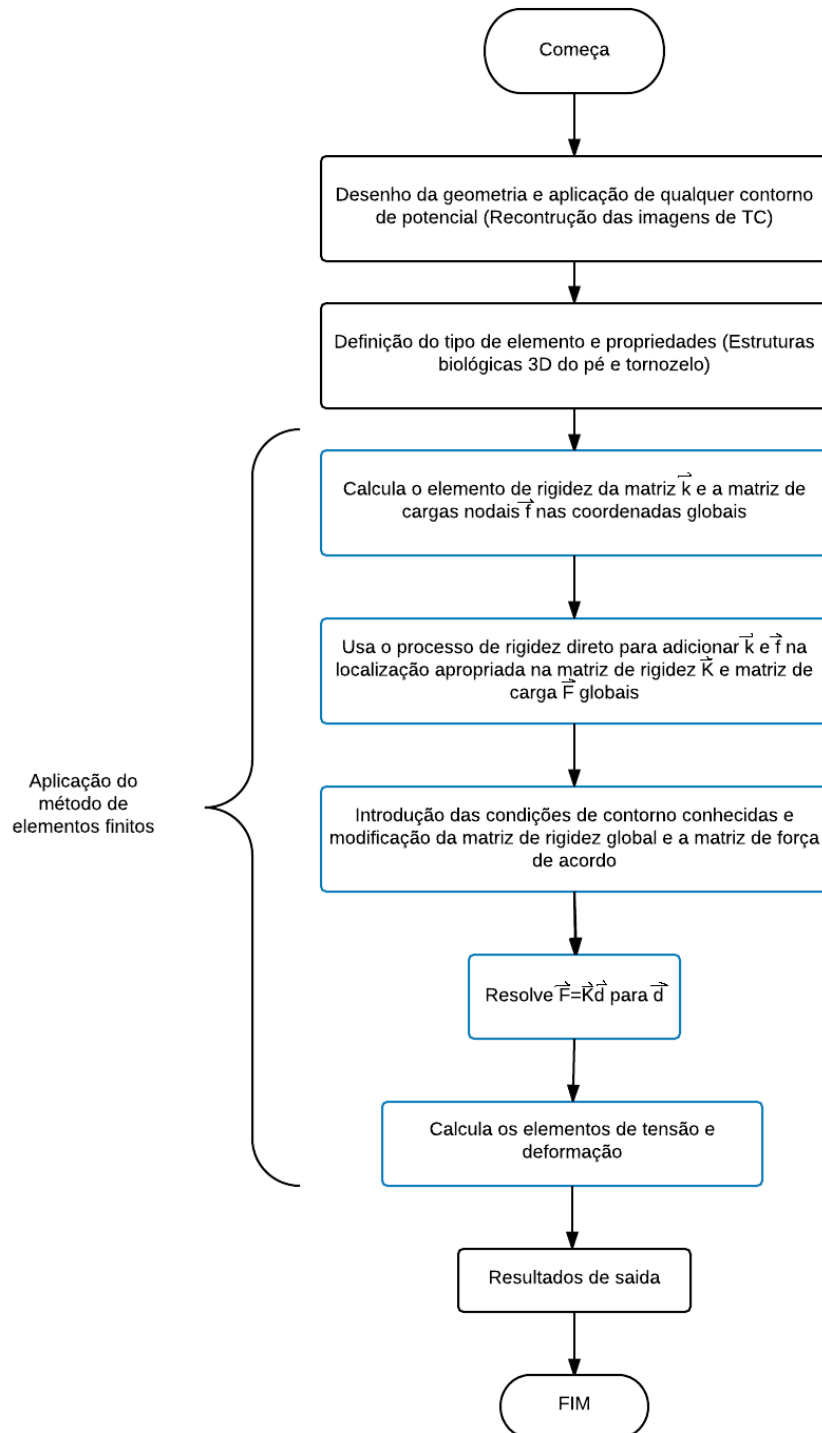 Começa
Desenho da geometria e aplicação de qualquer contorno
de potencial (Recontrução das imagens de TC)
Definição do tipo de elemento e propriedades (Estruturas
biológicas 3D do pé e tornozelo)
Calcula o elemento de rigidez da matriz k⃗ e a matriz de
cargas nodais f⃗ nas coordenadas globais
Usa o processo de rigidez direto para adicionar k⃗ e f⃗ na
localização apropriada na matriz de rigidez K⃗ e matriz de
carga F⃗ globais
Aplicação do
método de
elementos finitos
Introdução das condições de contorno conhecidas e
modificação da matriz de rigidez global e a matriz de força
de acordo
Resolve F⃗=K⃗d⃗ para d⃗
Calcula os elementos de tensão e
deformação
Resultados de saida
FIM